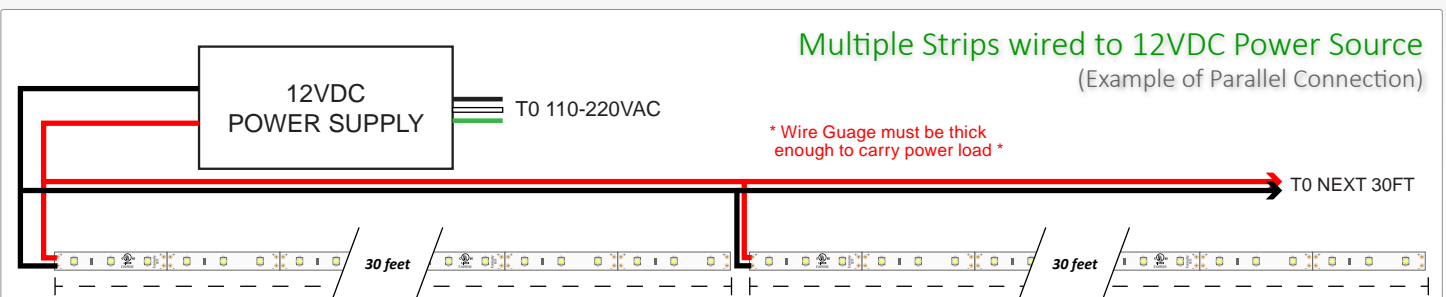 Multiple Strips wired to 12VDC Power Source
(Example of Parallel Connection)
12VDC
POWER SUPPLY
T0 110-220VAC
* Wire Guage must be thick
enough to carry power load *
T0 NEXT 30FT
30 feet
30 feet